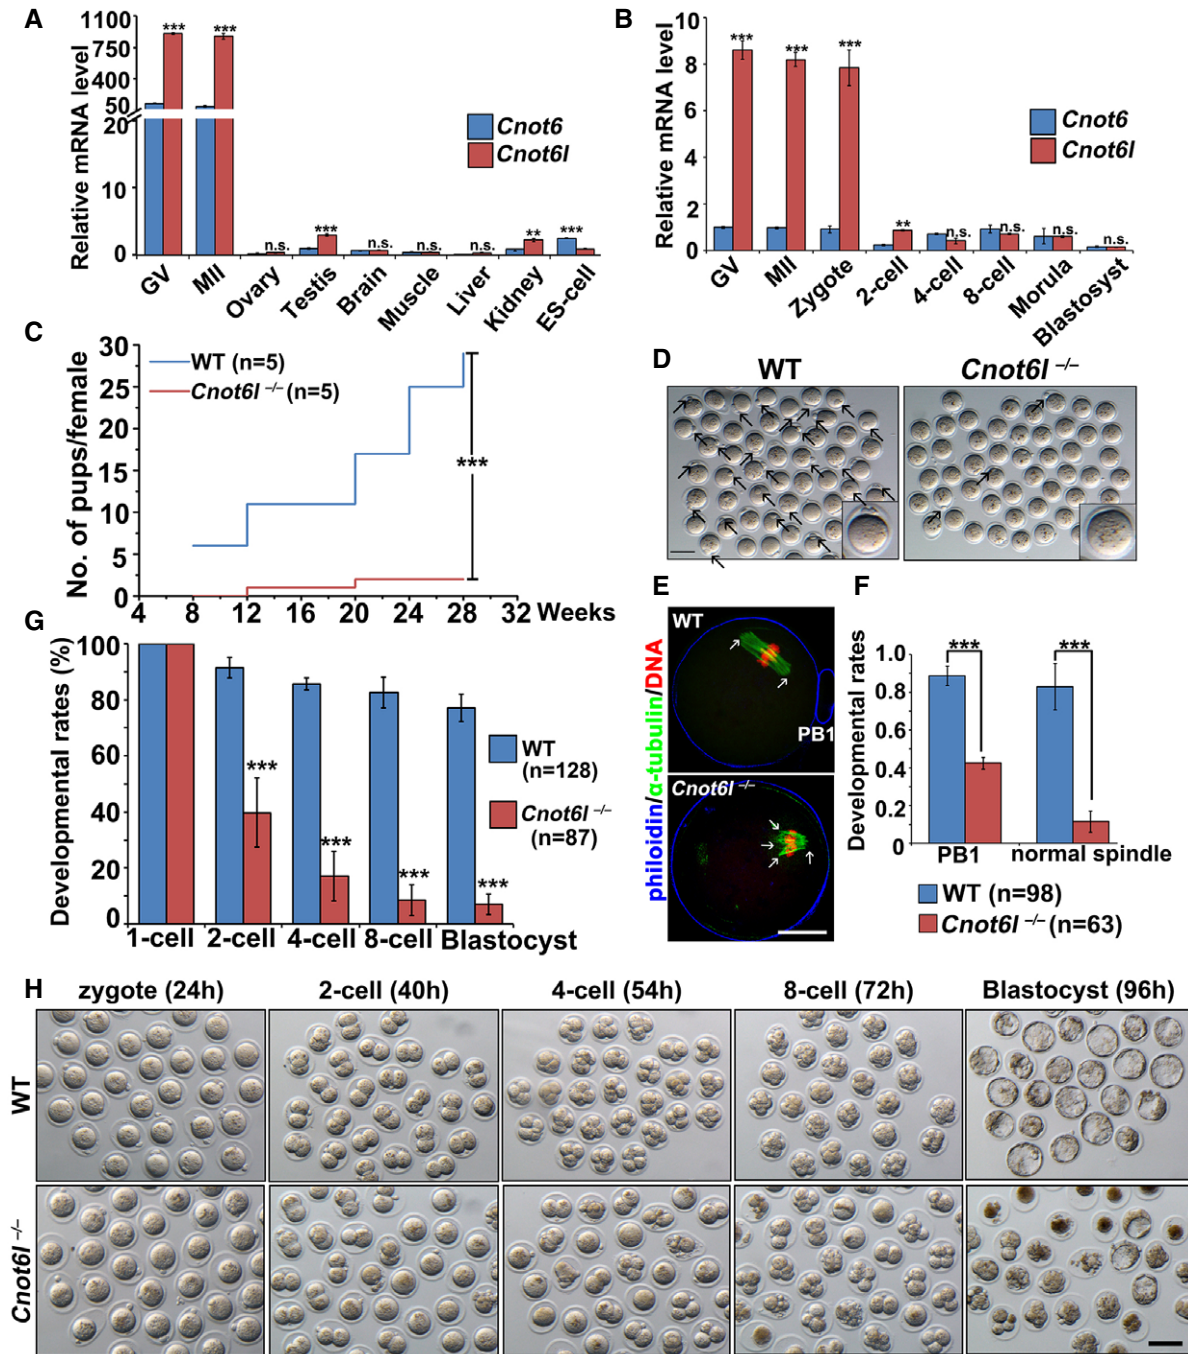 A
1100
750
400
50
20
10
0
Relative mRNA level
*** *** n.s. *** n.s. n.s. n.s. ** ***
Cnot6
Cnot6l
GV MII Ovary Testis Brain Muscle Liver Kidney ES-cell
B
10
8
6
4
2
0
Relative mRNA level
*** *** *** ** n.s. n.s. n.s. n.s.
Cnot6
Cnot6l
GV MII Zygote 2-cell 4-cell 8-cell Morula Blastosyst
C
30
25
20
15
10
5
0
No. of pups/female
WT (n=5)
Cnot6l –/– (n=5)
***
4 8 12 16 20 24 28 32 Weeks
D
WT Cnot6l –/–
E
philoidin/α-tubulin/DNA
WT
PB1
Cnot6l –/–
F
1.0
0.8
0.6
0.4
0.2
0
Developmental rates
*** ***
PB1 normal spindle
WT (n=98)
Cnot6l –/– (n=63)
G
100
80
60
40
20
0
Developmental rates (%)
*** *** *** ***
WT
(n=128)
Cnot6l –/–
(n=87)
1-cell 2-cell 4-cell 8-cell Blastocyst
H
zygote (24h) 2-cell (40h) 4-cell (54h) 8-cell (72h) Blastocyst (96h)
WT
Cnot6l –/–